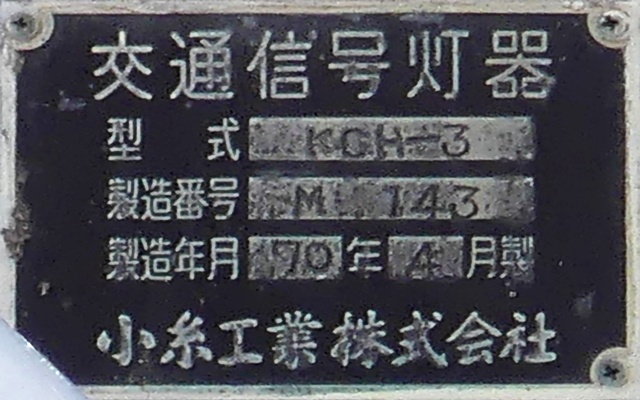 交通信号灯器
型式 KCH-3
製造番号 M 143
製造年月 70年4月製
小糸工業株式会社